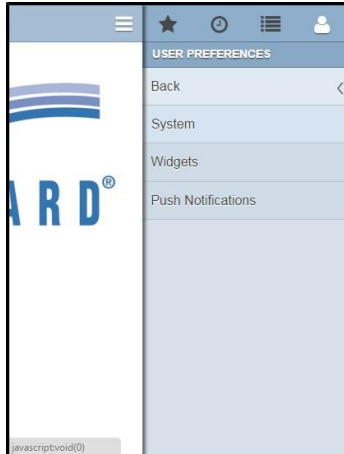 USER PREFERENCES
Back
System
Widgets
ARD®
Push Notifications
javascript:void(0)